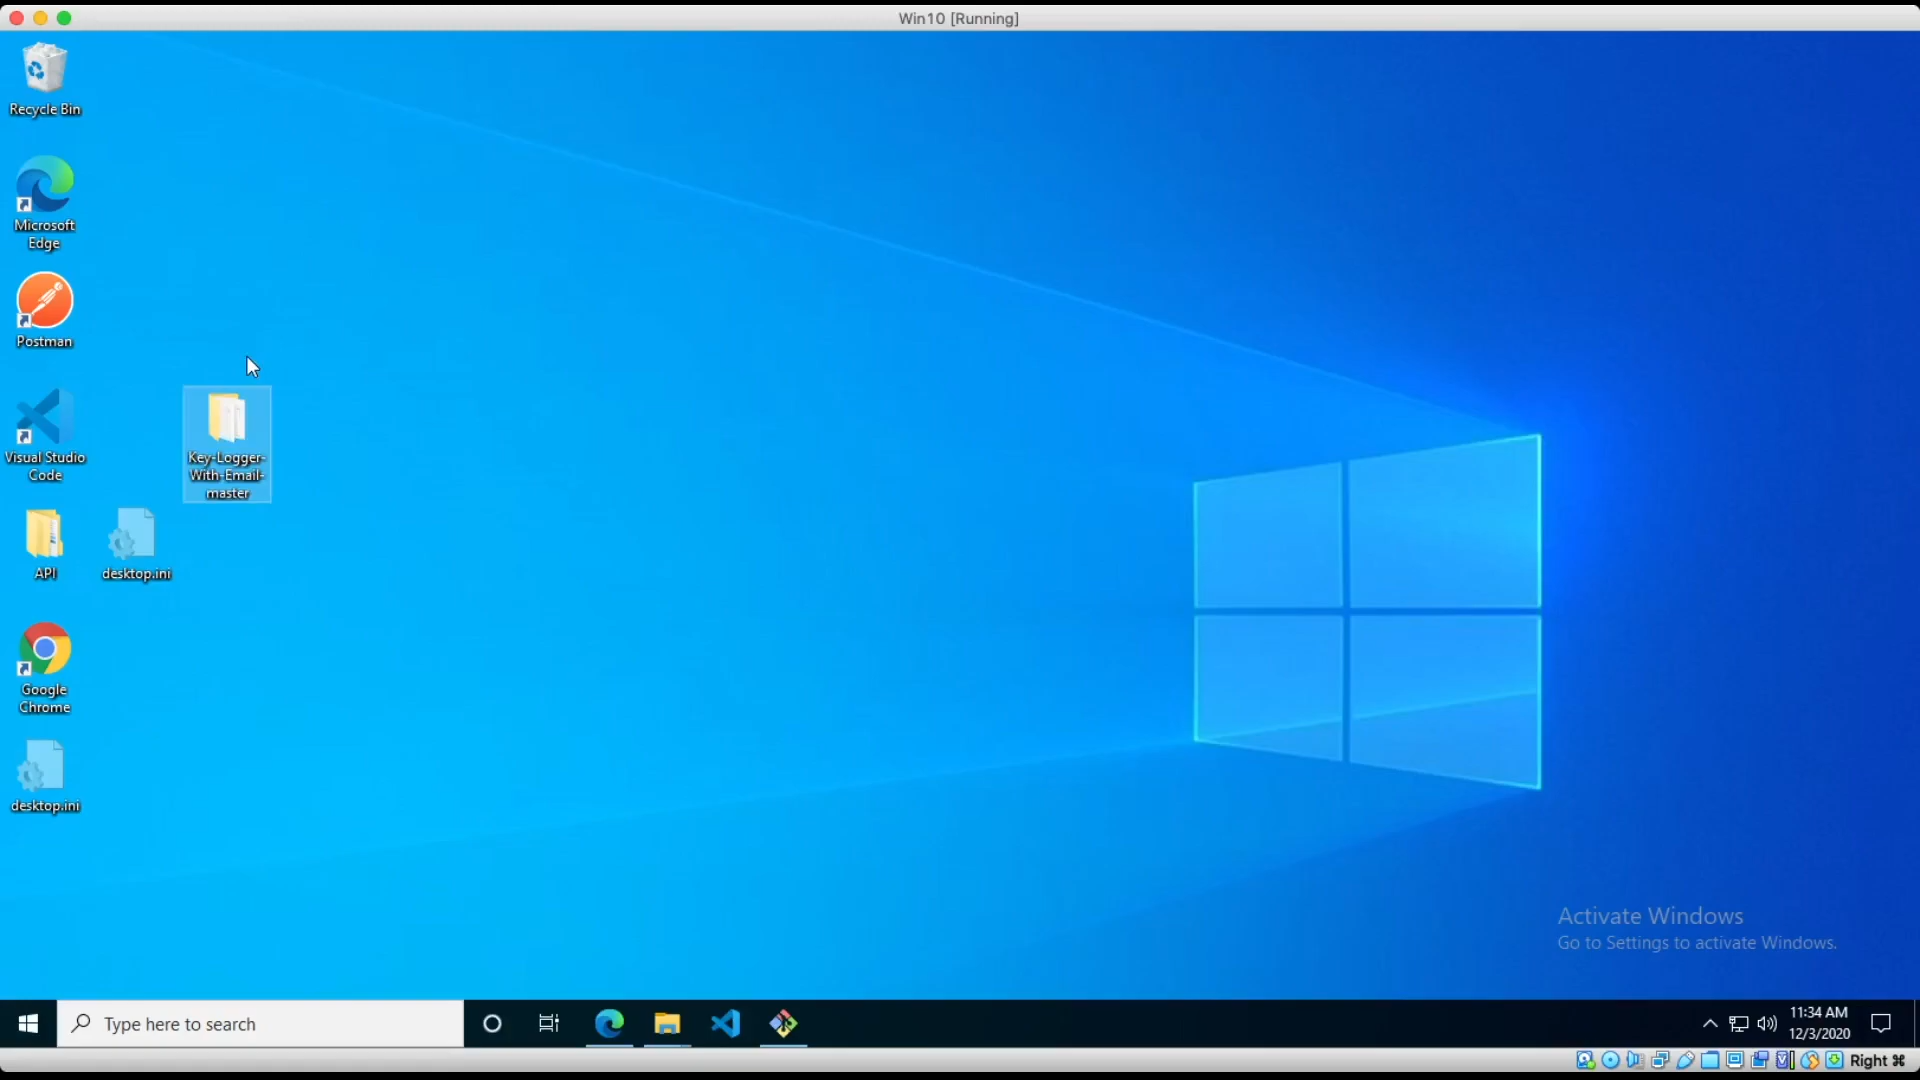 Win10 [Running]
Recycle Bin
Microsoft
Edge
Postman
Visual Studio
Code
Key-Logger-
With-Email-
master
API
desktop.ini
Google
Chrome
desktop.ini
Activate Windows
Go to Settings to activate Windows.
Type here to search
11:34 AM
12/3/2020
Right ⌘